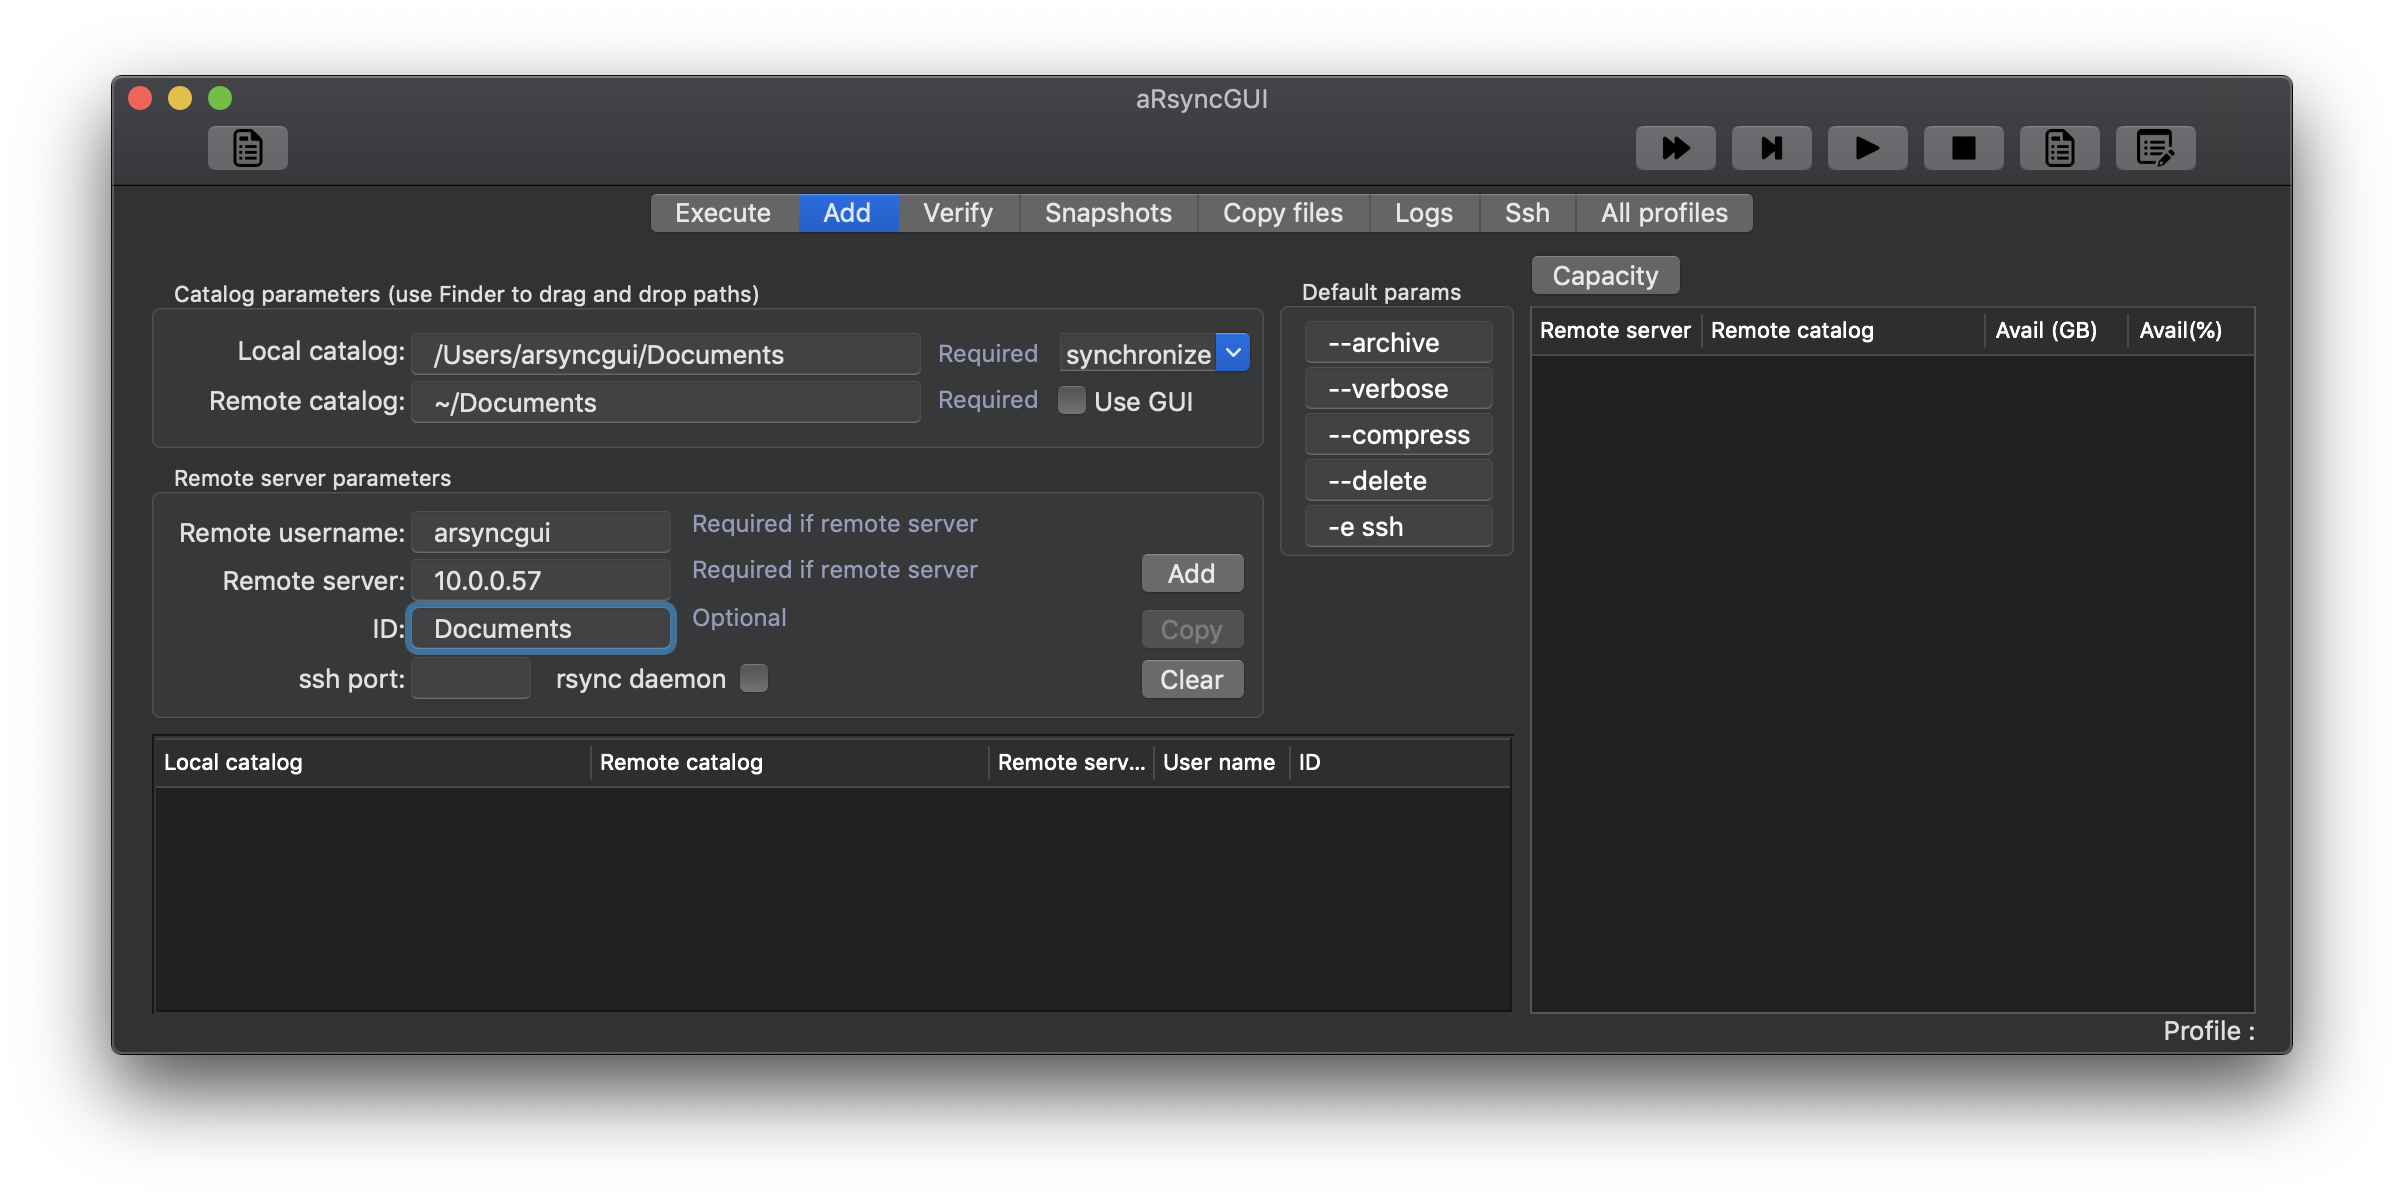 aRsyncGUI
Execute Add Verify Snapshots Copy files Logs Ssh All profiles
Catalog parameters (use Finder to drag and drop paths)
Local catalog: /Users/arsyncgui/Documents Required synchronize
Remote catalog: ~/Documents Required Use GUI
Remote server parameters
Remote username: arsyncgui Required if remote server
Remote server: 10.0.0.57 Required if remote server
Add
ID: Documents Optional
Copy
ssh port: rsync daemon
Clear
Default params
--archive
--verbose
--compress
--delete
-e ssh
Capacity
Remote server Remote catalog Avail (GB) Avail(%)
Local catalog Remote catalog Remote serv... User name ID
Profile :